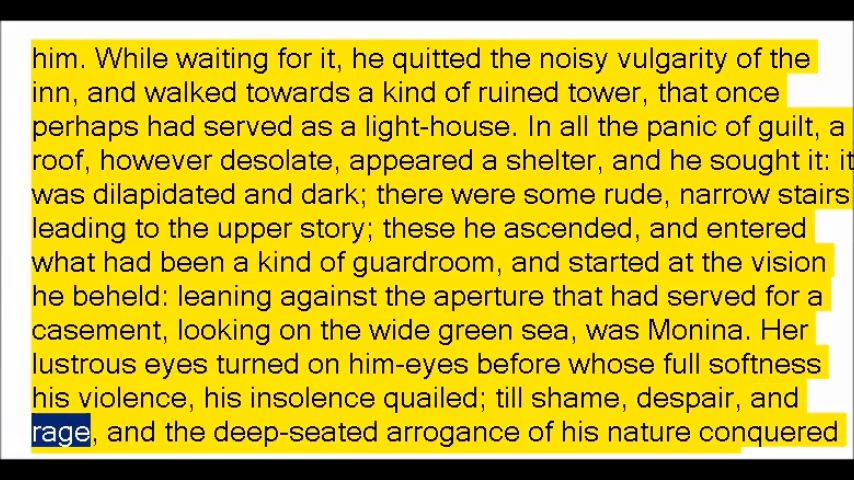 him. While waiting for it, he quitted the noisy vulgarity of the
inn, and walked towards a kind of ruined tower, that once
perhaps had served as a light-house. In all the panic of guilt, a
roof, however desolate, appeared a shelter, and he sought it: it
was dilapidated and dark; there were some rude, narrow stairs
leading to the upper story; these he ascended, and entered
what had been a kind of guardroom, and started at the vision
he beheld: leaning against the aperture that had served for a
casement, looking on the wide green sea, was Monina. Her
lustrous eyes turned on him-eyes before whose full softness
his violence, his insolence quailed; till shame, despair, and
rage, and the deep-seated arrogance of his nature conquered